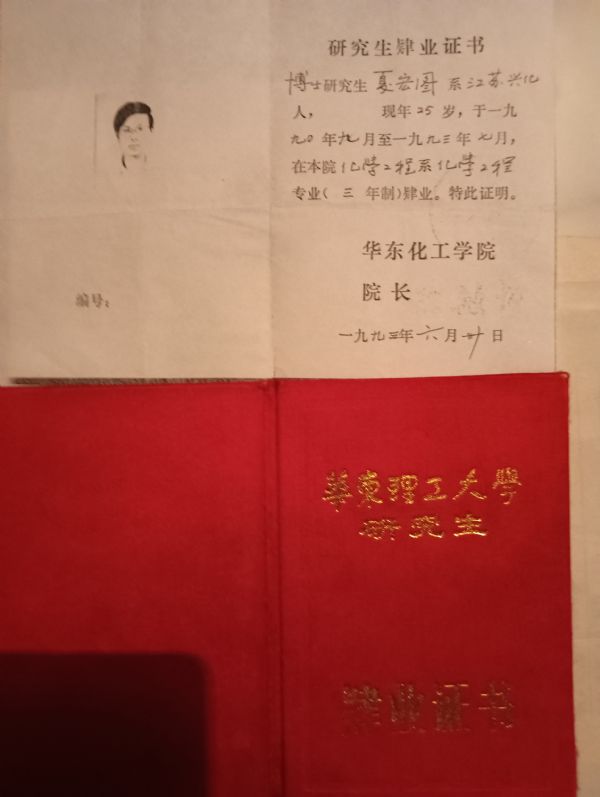 研究生肄业证书
博士研究生 夏宏图 系江苏兴化
人， 现年25岁，于一九
九〇年九月至一九九三年七月，
在本院化学工程系化学工程
专业（三年制）肄业。特此证明。
华东化工学院
院长
编号：
一九九三年六月廿日
華東理工大學
研究生
肄业证书